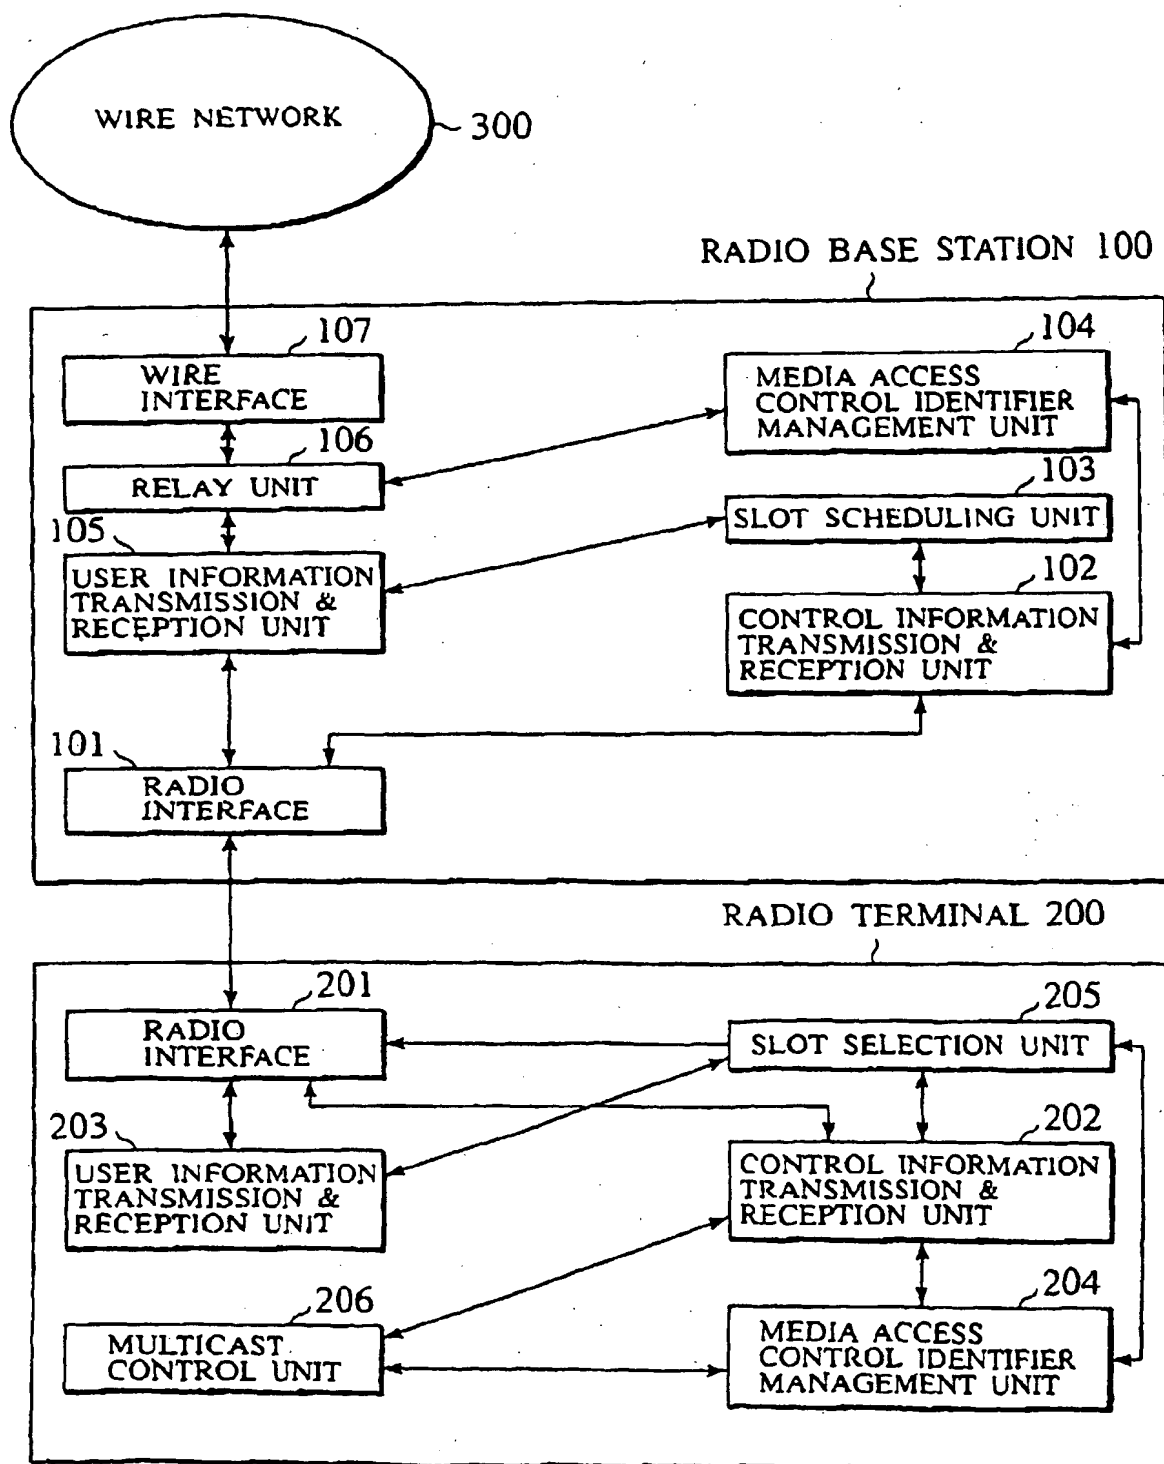 WIRE NETWORK
300
RADIO BASE STATION 100
107
WIRE
INTERFACE
104
MEDIA ACCESS
CONTROL IDENTIFIER
MANAGEMENT UNIT
106
RELAY UNIT
103
SLOT SCHEDULING UNIT
105
USER INFORMATION
TRANSMISSION &
RECEPTION UNIT
102
CONTROL INFORMATION
TRANSMISSION &
RECEPTION UNIT
101
RADIO
INTERFACE
RADIO TERMINAL 200
201
RADIO
INTERFACE
205
SLOT SELECTION UNIT
203
USER INFORMATION
TRANSMISSION &
RECEPTION UNIT
202
CONTROL INFORMATION
TRANSMISSION &
RECEPTION UNIT
206
MULTICAST
CONTROL UNIT
204
MEDIA ACCESS
CONTROL IDENTIFIER
MANAGEMENT UNIT